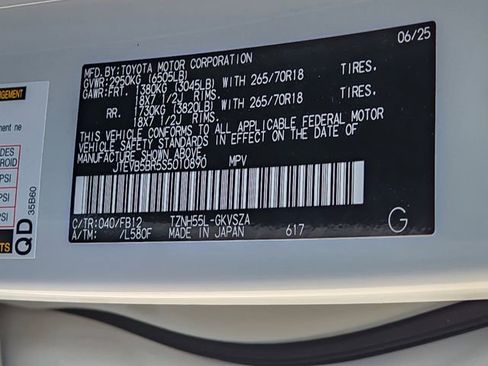 06/25
MFD.BY:TOYOTA MOTOR CORPORATION
GVWR:2950KG (6505LB)
GAWR:FRT. 1380KG (3045LB) WITH 265/70R18 TIRES.
18X7 1/2J RIMS.
RR. 1730KG (3820LB) WITH 265/70R18 TIRES.
18X7 1/2J RIMS.
THIS VEHICLE CONFORMS TO ALL APPLICABLE FEDERAL MOTOR
VEHICLE SAFETY STANDARDS IN EFFECT ON THE DATE OF
MANUFACTURE SHOWN ABOVE.
JTEVB5BR5S5010890 MPV
C/TR:040/FB12 TZNH55L-GKVSZA
A/TM: /L580F MADE IN JAPAN 617
G
QD
35B60
ment ne
PSI
PSI